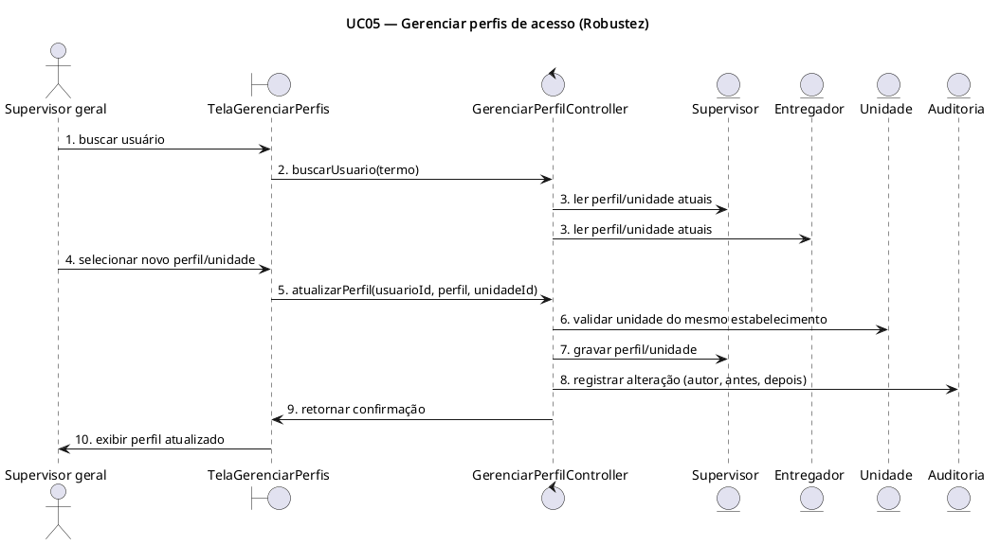 UC05 — Gerenciar perfis de acesso (Robustez)
Supervisor geral
TelaGerenciarPerfis
GerenciarPerfilController
Supervisor
Entregador
Unidade
Auditoria
1. buscar usuário
2. buscarUsuario(termo)
3. ler perfil/unidade atuais
3. ler perfil/unidade atuais
4. selecionar novo perfil/unidade
5. atualizarPerfil(usuarioId, perfil, unidadeId)
6. validar unidade do mesmo estabelecimento
7. gravar perfil/unidade
8. registrar alteração (autor, antes, depois)
9. retornar confirmação
10. exibir perfil atualizado
Supervisor geral
TelaGerenciarPerfis
GerenciarPerfilController
Supervisor
Entregador
Unidade
Auditoria